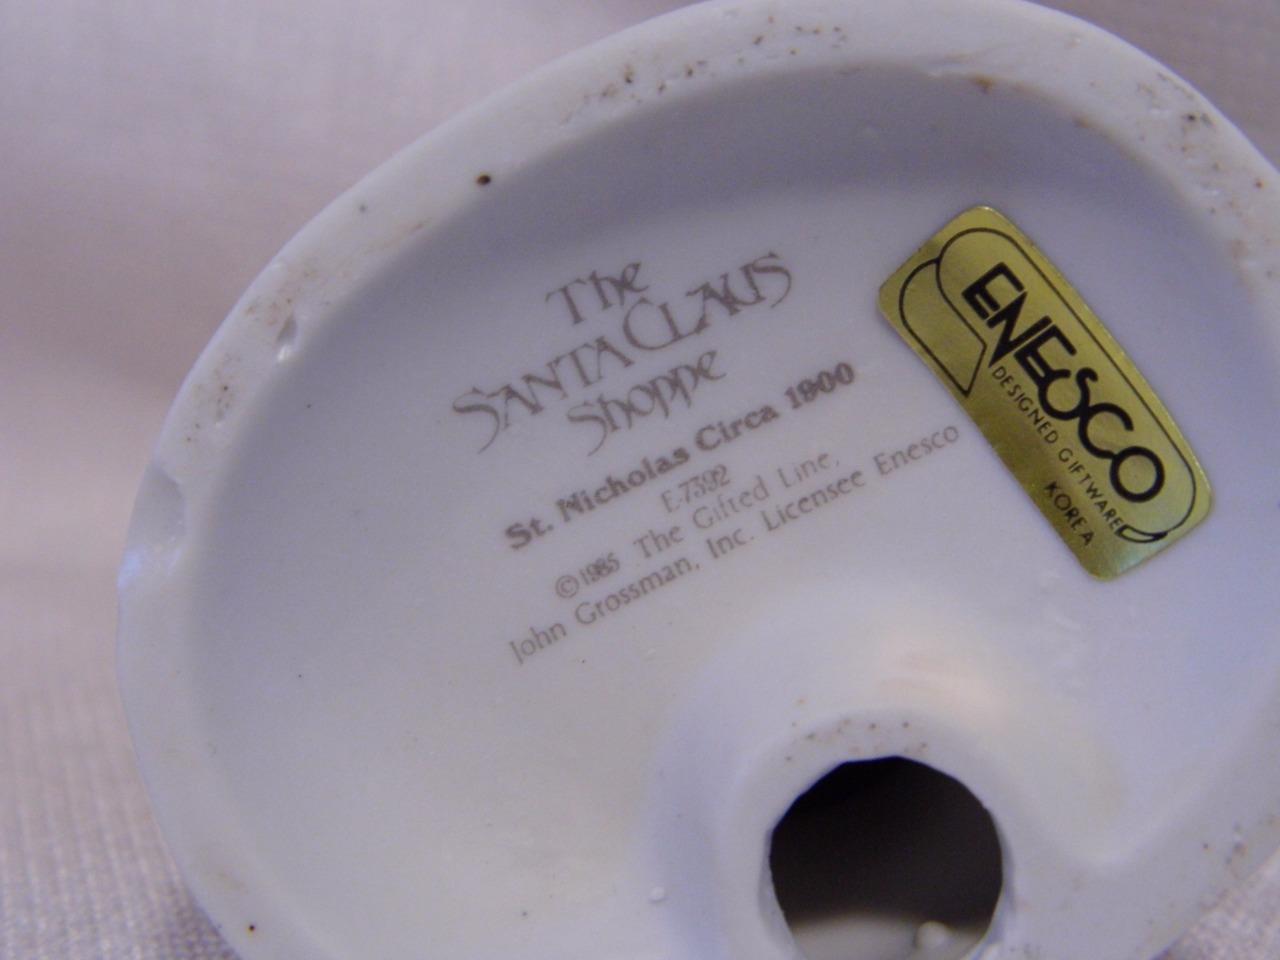 The
SANTA CLAUS
Shoppe
St. Nicholas Circa 1900
E-7392
©1985 The Gifted Line,
John Grossman, Inc. Licensee Enesco
ENESCO
DESIGNED GIFTWARE
KOREA